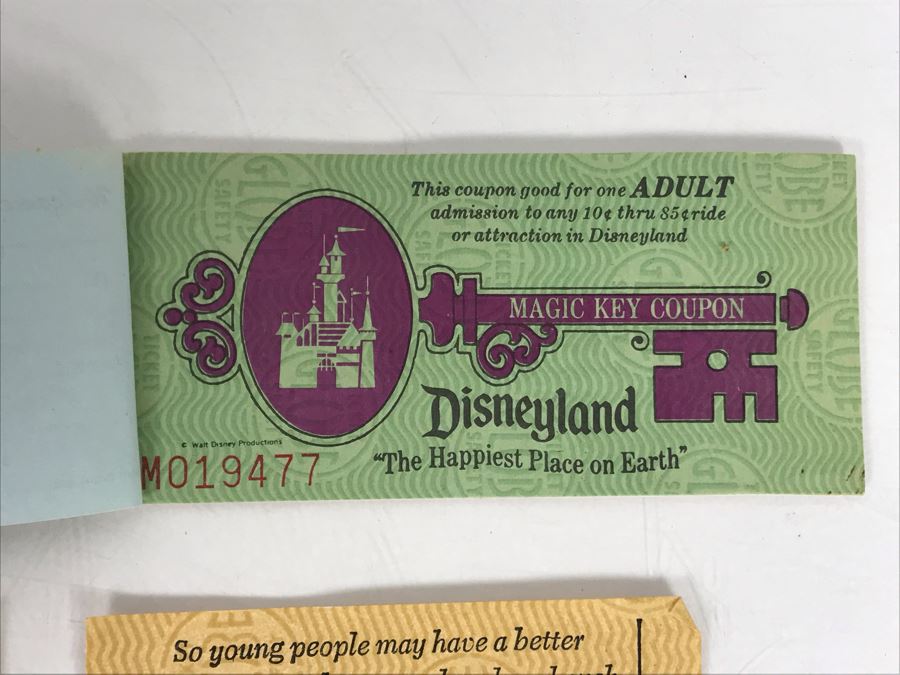 This coupon good for one ADULT
admission to any 10¢ thru 85¢ ride
or attraction in Disneyland
MAGIC KEY COUPON
Disneyland
"The Happiest Place on Earth"
© Walt Disney Productions
M019477
So young people may have a better